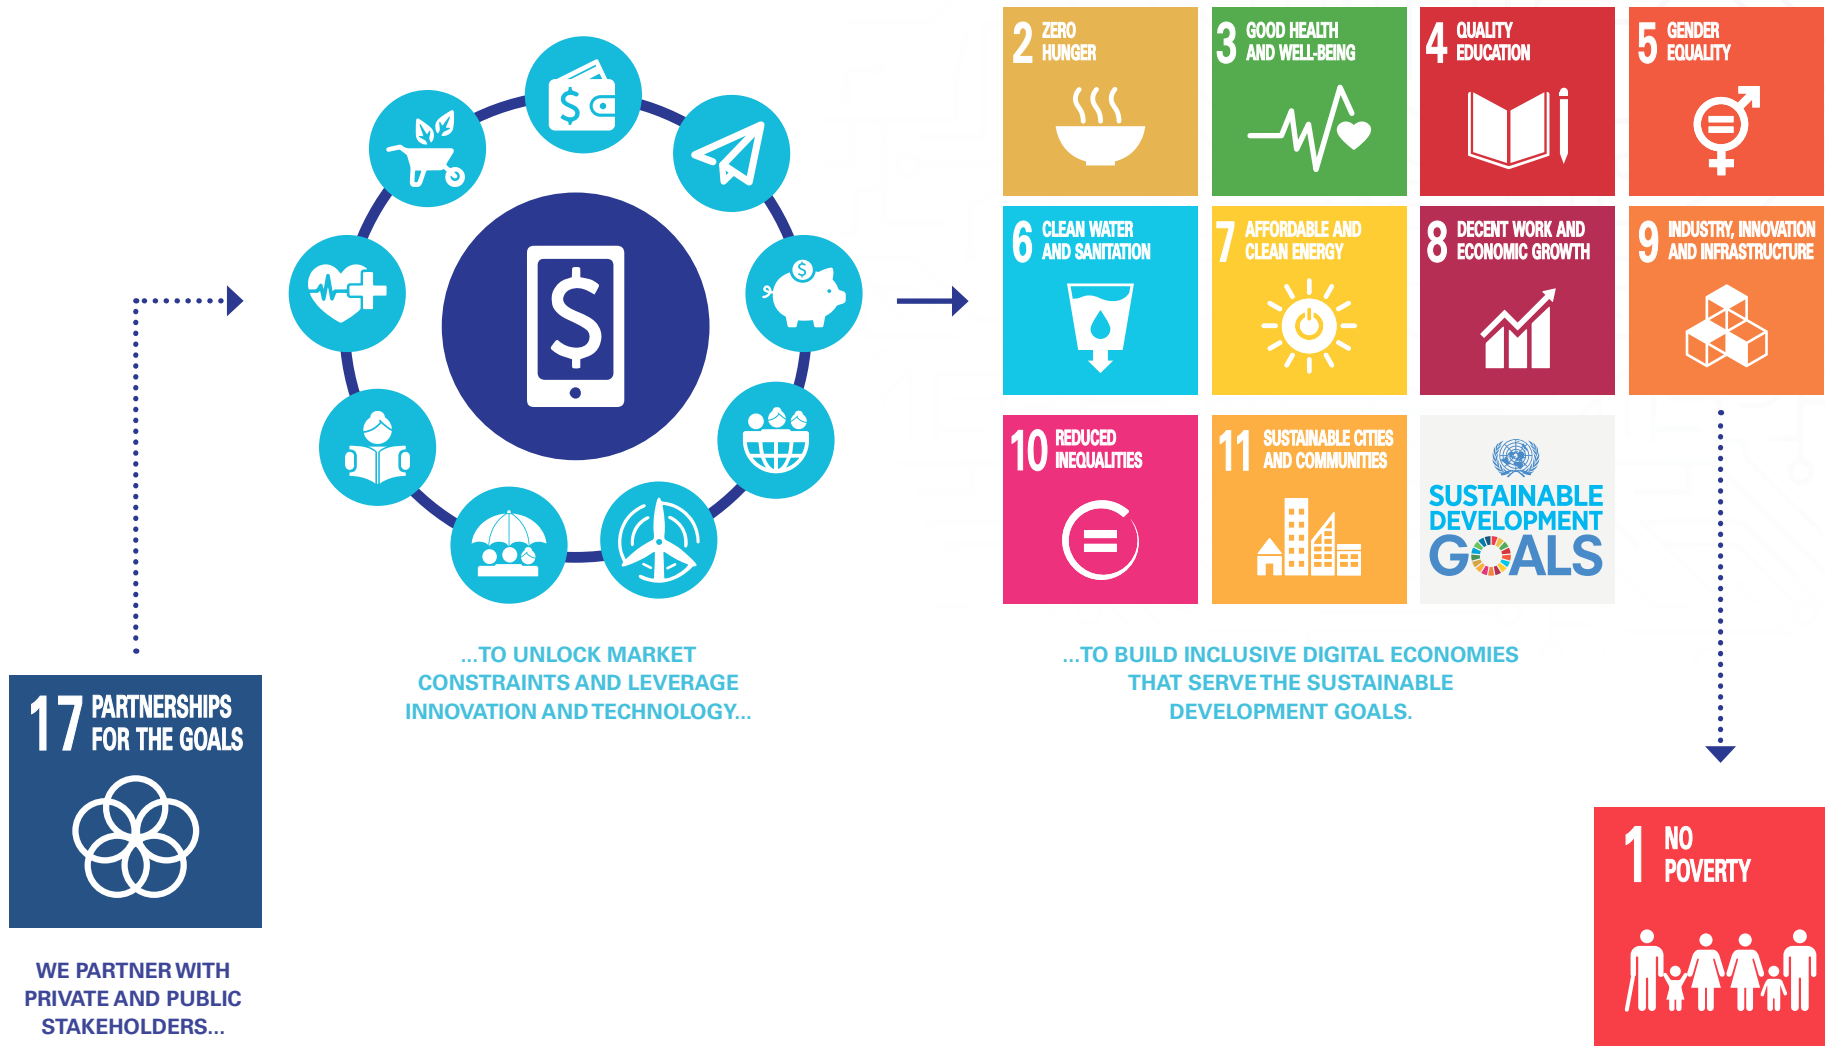 17 PARTNERSHIPS
FOR THE GOALS
WE PARTNER WITH
PRIVATE AND PUBLIC
STAKEHOLDERS...
$
$
$
...TO UNLOCK MARKET
CONSTRAINTS AND LEVERAGE
INNOVATION AND TECHNOLOGY...
2 ZERO
HUNGER
3 GOOD HEALTH
AND WELL-BEING
4 QUALITY
EDUCATION
5 GENDER
EQUALITY
6 CLEAN WATER
AND SANITATION
7 AFFORDABLE AND
CLEAN ENERGY
8 DECENT WORK AND
ECONOMIC GROWTH
9 INDUSTRY, INNOVATION
AND INFRASTRUCTURE
10 REDUCED
INEQUALITIES
11 SUSTAINABLE CITIES
AND COMMUNITIES
SUSTAINABLE
DEVELOPMENT
GOALS
...TO BUILD INCLUSIVE DIGITAL ECONOMIES
THAT SERVE THE SUSTAINABLE
DEVELOPMENT GOALS.
1 NO
POVERTY